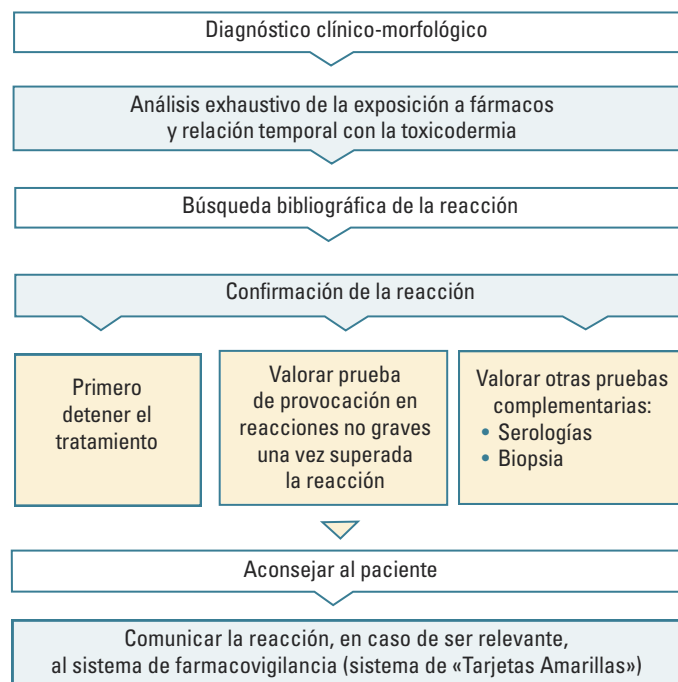 Diagnóstico clínico-morfológico
Análisis exhaustivo de la exposición a fármacos
y relación temporal con la toxicodermia
Búsqueda bibliográfica de la reacción
Confirmación de la reacción
Primero
detener el
tratamiento
Valorar prueba
de provocación en
reacciones no graves
una vez superada
la reacción
Valorar otras pruebas
complementarias:
• Serologías
• Biopsia
Aconsejar al paciente
Comunicar la reacción, en caso de ser relevante,
al sistema de farmacovigilancia (sistema de «Tarjetas Amarillas»)